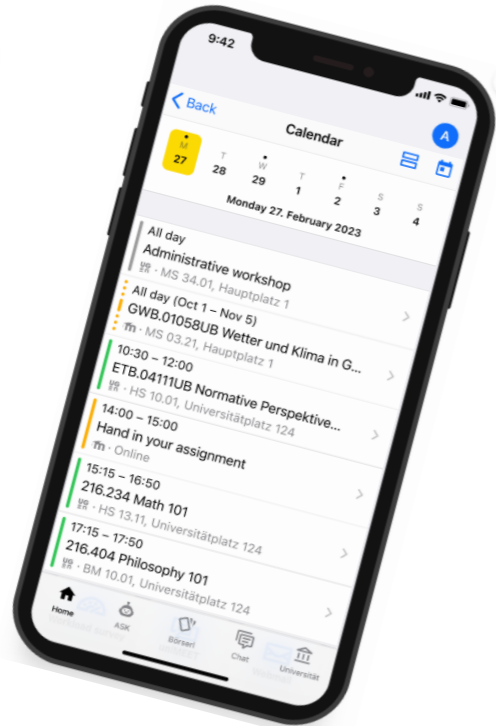 9:42
Back
Calendar
A
M T W T F S S
27 28 29 1 2 3 4
Monday 27. February 2023
All day
Administrative workshop
· MS 34.01, Hauptplatz 1
All day (Oct 1 – Nov 5)
GWB.01058UB Wetter und Klima in G...
· MS 03.21, Hauptplatz 1
10:30 – 12:00
ETB.04111UB Normative Perspektive...
· HS 10.01, Universitätplatz 124
14:00 – 15:00
Hand in your assignment
· Online
15:15 – 16:50
216.234 Math 101
· HS 13.11, Universitätplatz 124
17:15 – 17:50
216.404 Philosophy 101
· BM 10.01, Universitätplatz 124
Home ASK Börserl Chat Universität